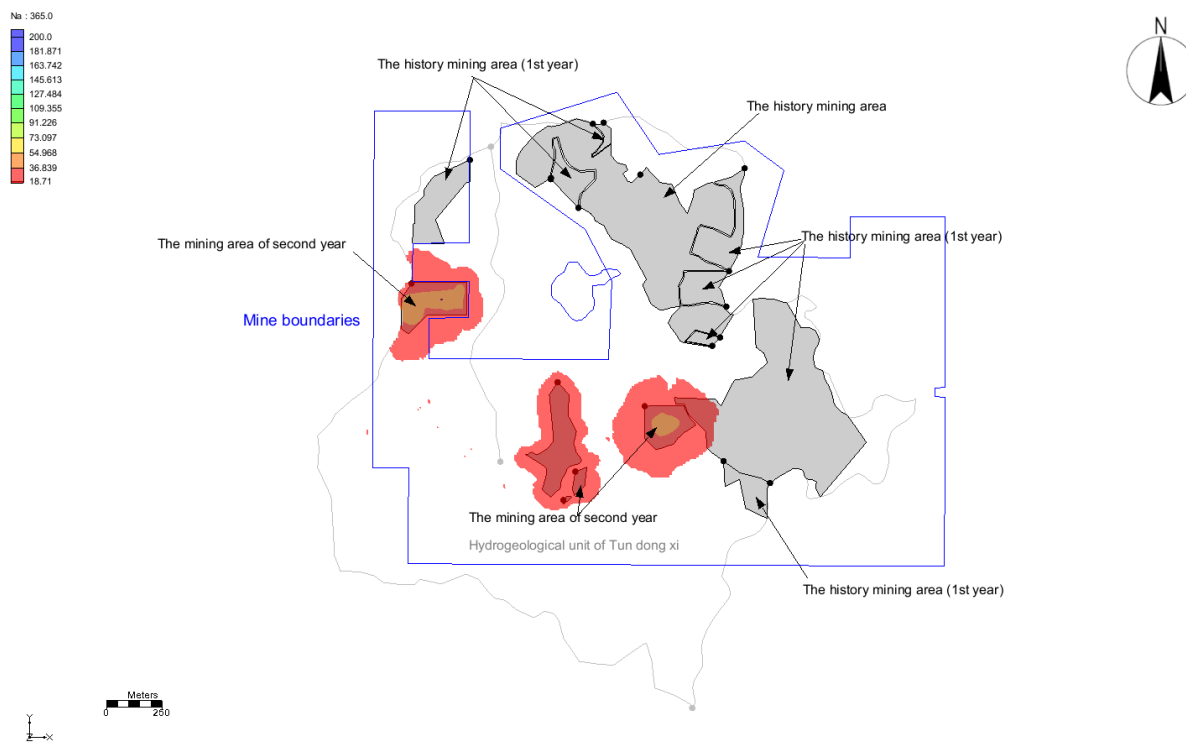 Na : 365.0
200.0
181.871
163.742
145.613
127.484
109.355
91.226
73.097
54.968
36.839
18.71
N
The history mining area (1st year)
The history mining area
The history mining area (1st year)
The mining area of second year
Mine boundaries
The mining area of second year
Hydrogeological unit of Tun dong xi
The history mining area (1st year)
Meters
0 250
Y
Z X